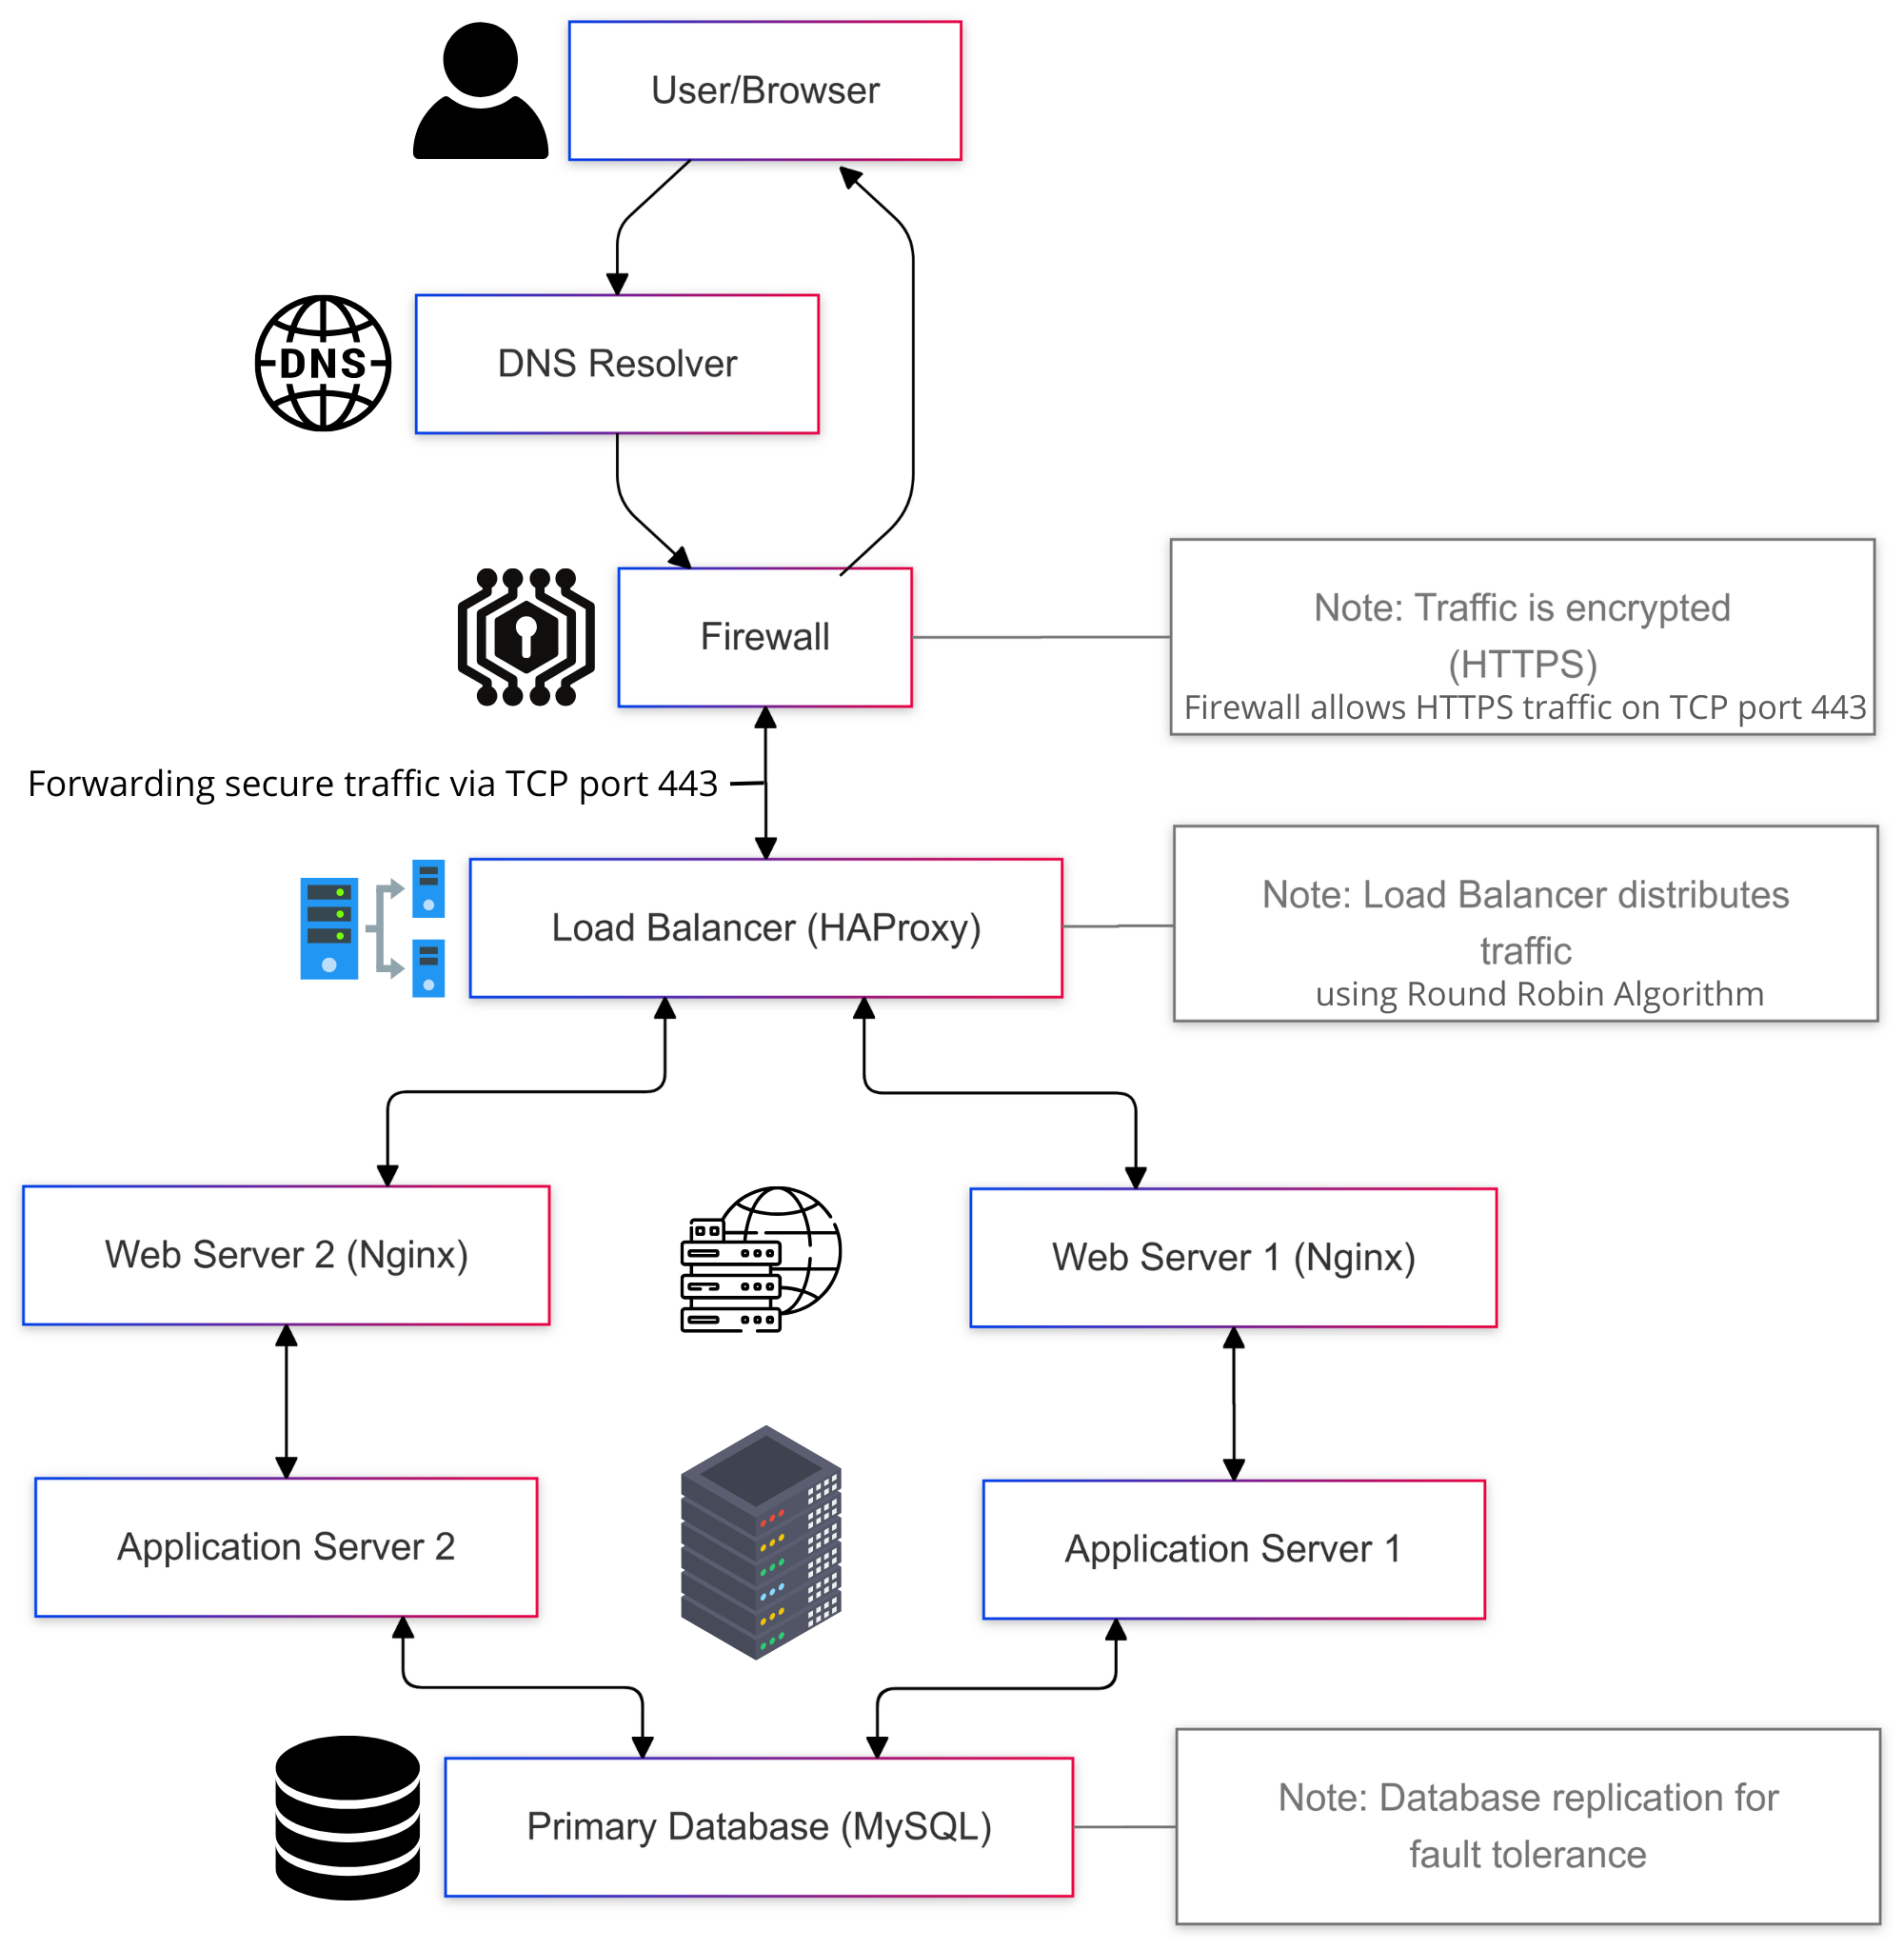 User/Browser
DNS
DNS Resolver
Firewall
Note: Traffic is encrypted
(HTTPS)
Firewall allows HTTPS traffic on TCP port 443
Forwarding secure traffic via TCP port 443
Load Balancer (HAProxy)
Note: Load Balancer distributes
traffic
using Round Robin Algorithm
Web Server 2 (Nginx)
Web Server 1 (Nginx)
Application Server 2
Application Server 1
Primary Database (MySQL)
Note: Database replication for
fault tolerance